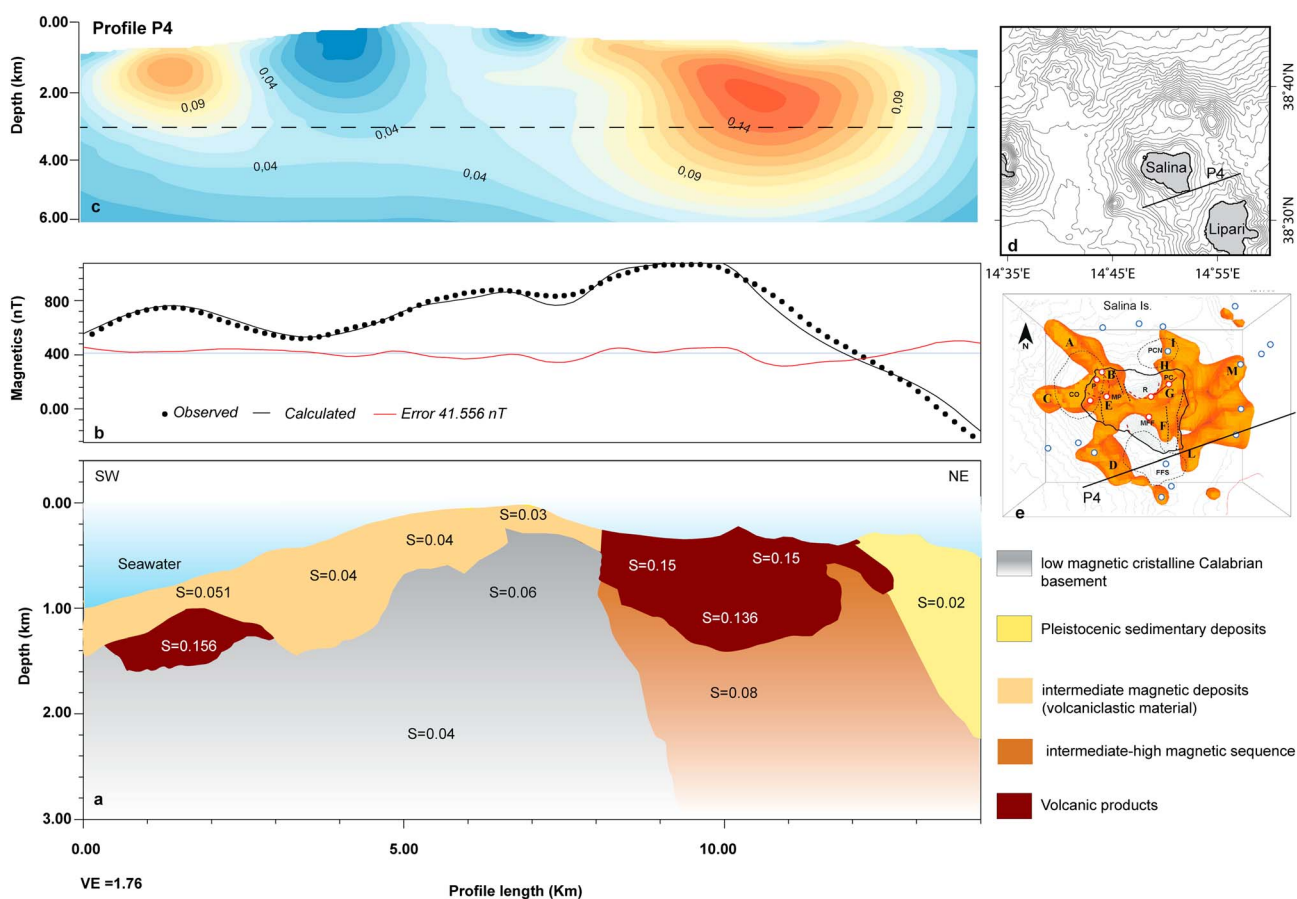 Profile P4
0.00
2.00
4.00
6.00
Depth (km)
0,09
0,04
0,04
0,04
0,04
0,14
0,09
0,09
c
Magnetics (nT)
800
400
0.00
Observed
Calculated
Error 41.556 nT
b
SW
NE
0.00
1.00
2.00
3.00
Depth (km)
Seawater
S=0.03
S=0.04
S=0.04
S=0.051
S=0.156
S=0.06
S=0.04
S=0.15
S=0.15
S=0.136
S=0.08
S=0.02
a
0.00
5.00
10.00
VE =1.76
Profile length (Km)
Salina
P4
Lipari
d
38°40'N
38°30'N
14°35'E
14°45'E
14°55'E
Salina Is.
N
A
PCN
I
H
B
P
R
PC
M
C
CO
MP
E
G
MFF
F
D
L
FFS
P4
e
low magnetic cristalline Calabrian
basement
Pleistocenic sedimentary deposits
intermediate magnetic deposits
(volcaniclastic material)
intermediate-high magnetic sequence
Volcanic products